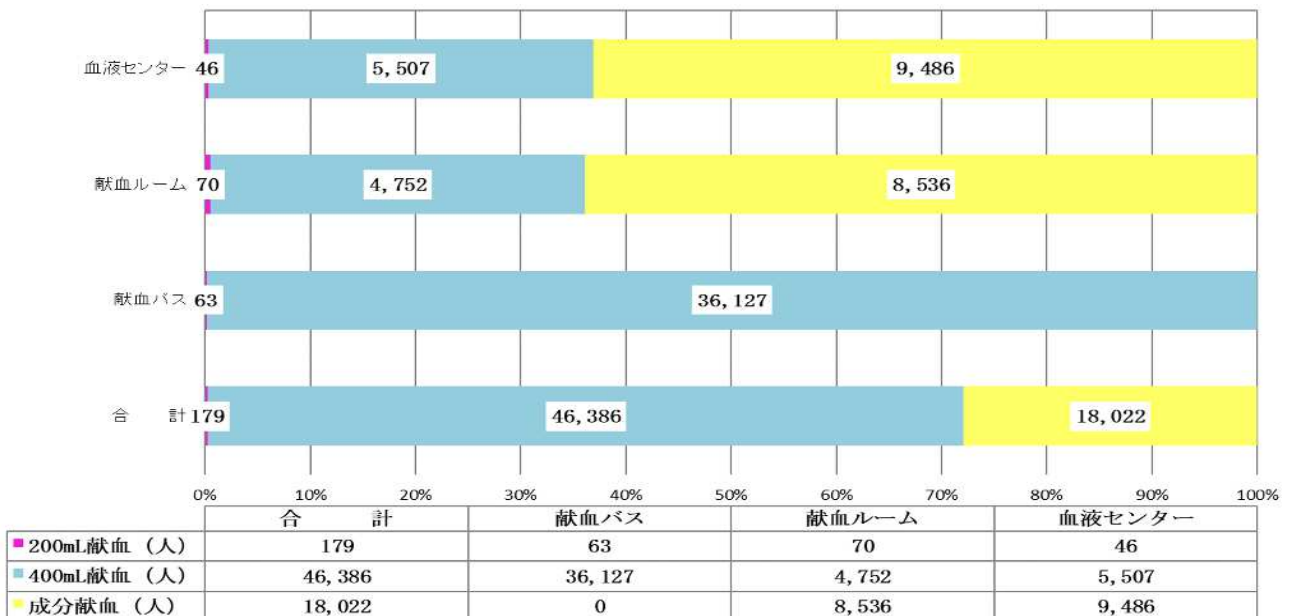 血液センター 46 5,507 9,486
献血ルーム 70 4,752 8,536
献血バス 63 36,127
合 計 179 46,386 18,022
0% 10% 20% 30% 40% 50% 60% 70% 80% 90% 100%
合 計 献血バス 献血ルーム 血液センター
200mL献血（人） 179 63 70 46
400mL献血（人） 46,386 36,127 4,752 5,507
成分献血（人） 18,022 0 8,536 9,486